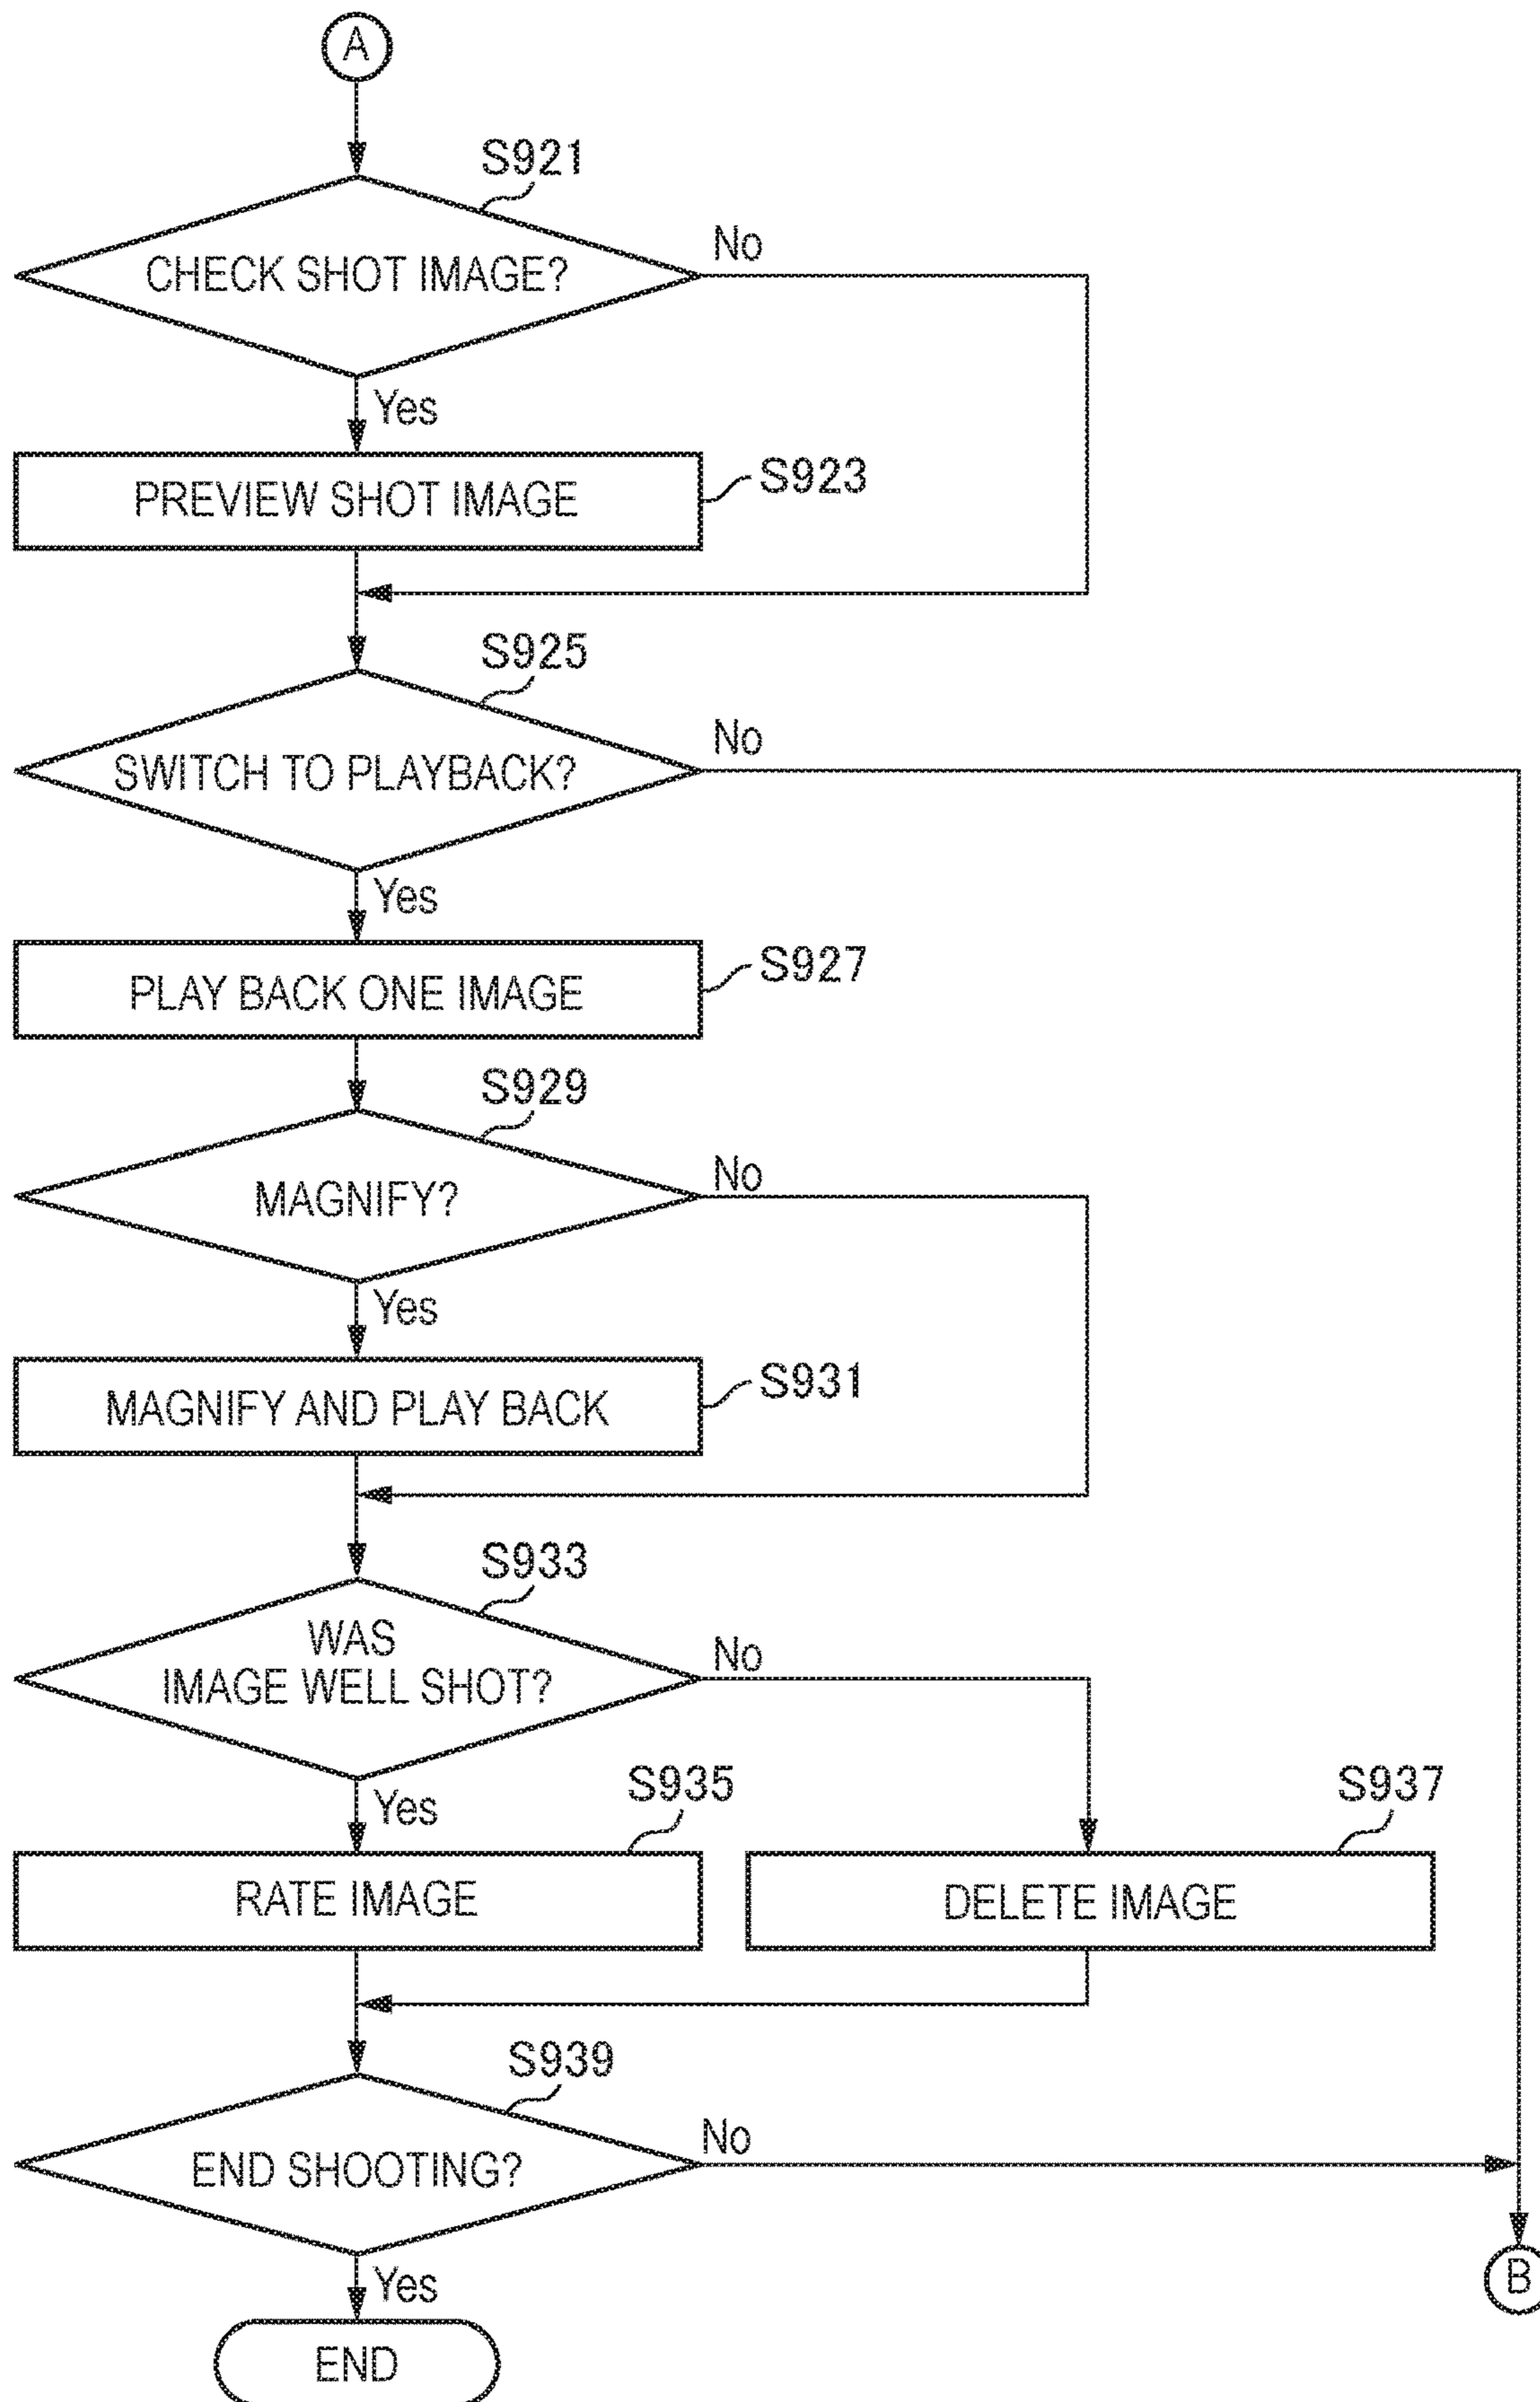 A
S921
CHECK SHOT IMAGE?
No
Yes
PREVIEW SHOT IMAGE
S923
S925
SWITCH TO PLAYBACK?
No
Yes
PLAY BACK ONE IMAGE
S927
S929
MAGNIFY?
No
Yes
MAGNIFY AND PLAY BACK
S931
S933
WAS
IMAGE WELL SHOT?
No
Yes
S935
S937
RATE IMAGE
DELETE IMAGE
S939
END SHOOTING?
No
Yes
B
END